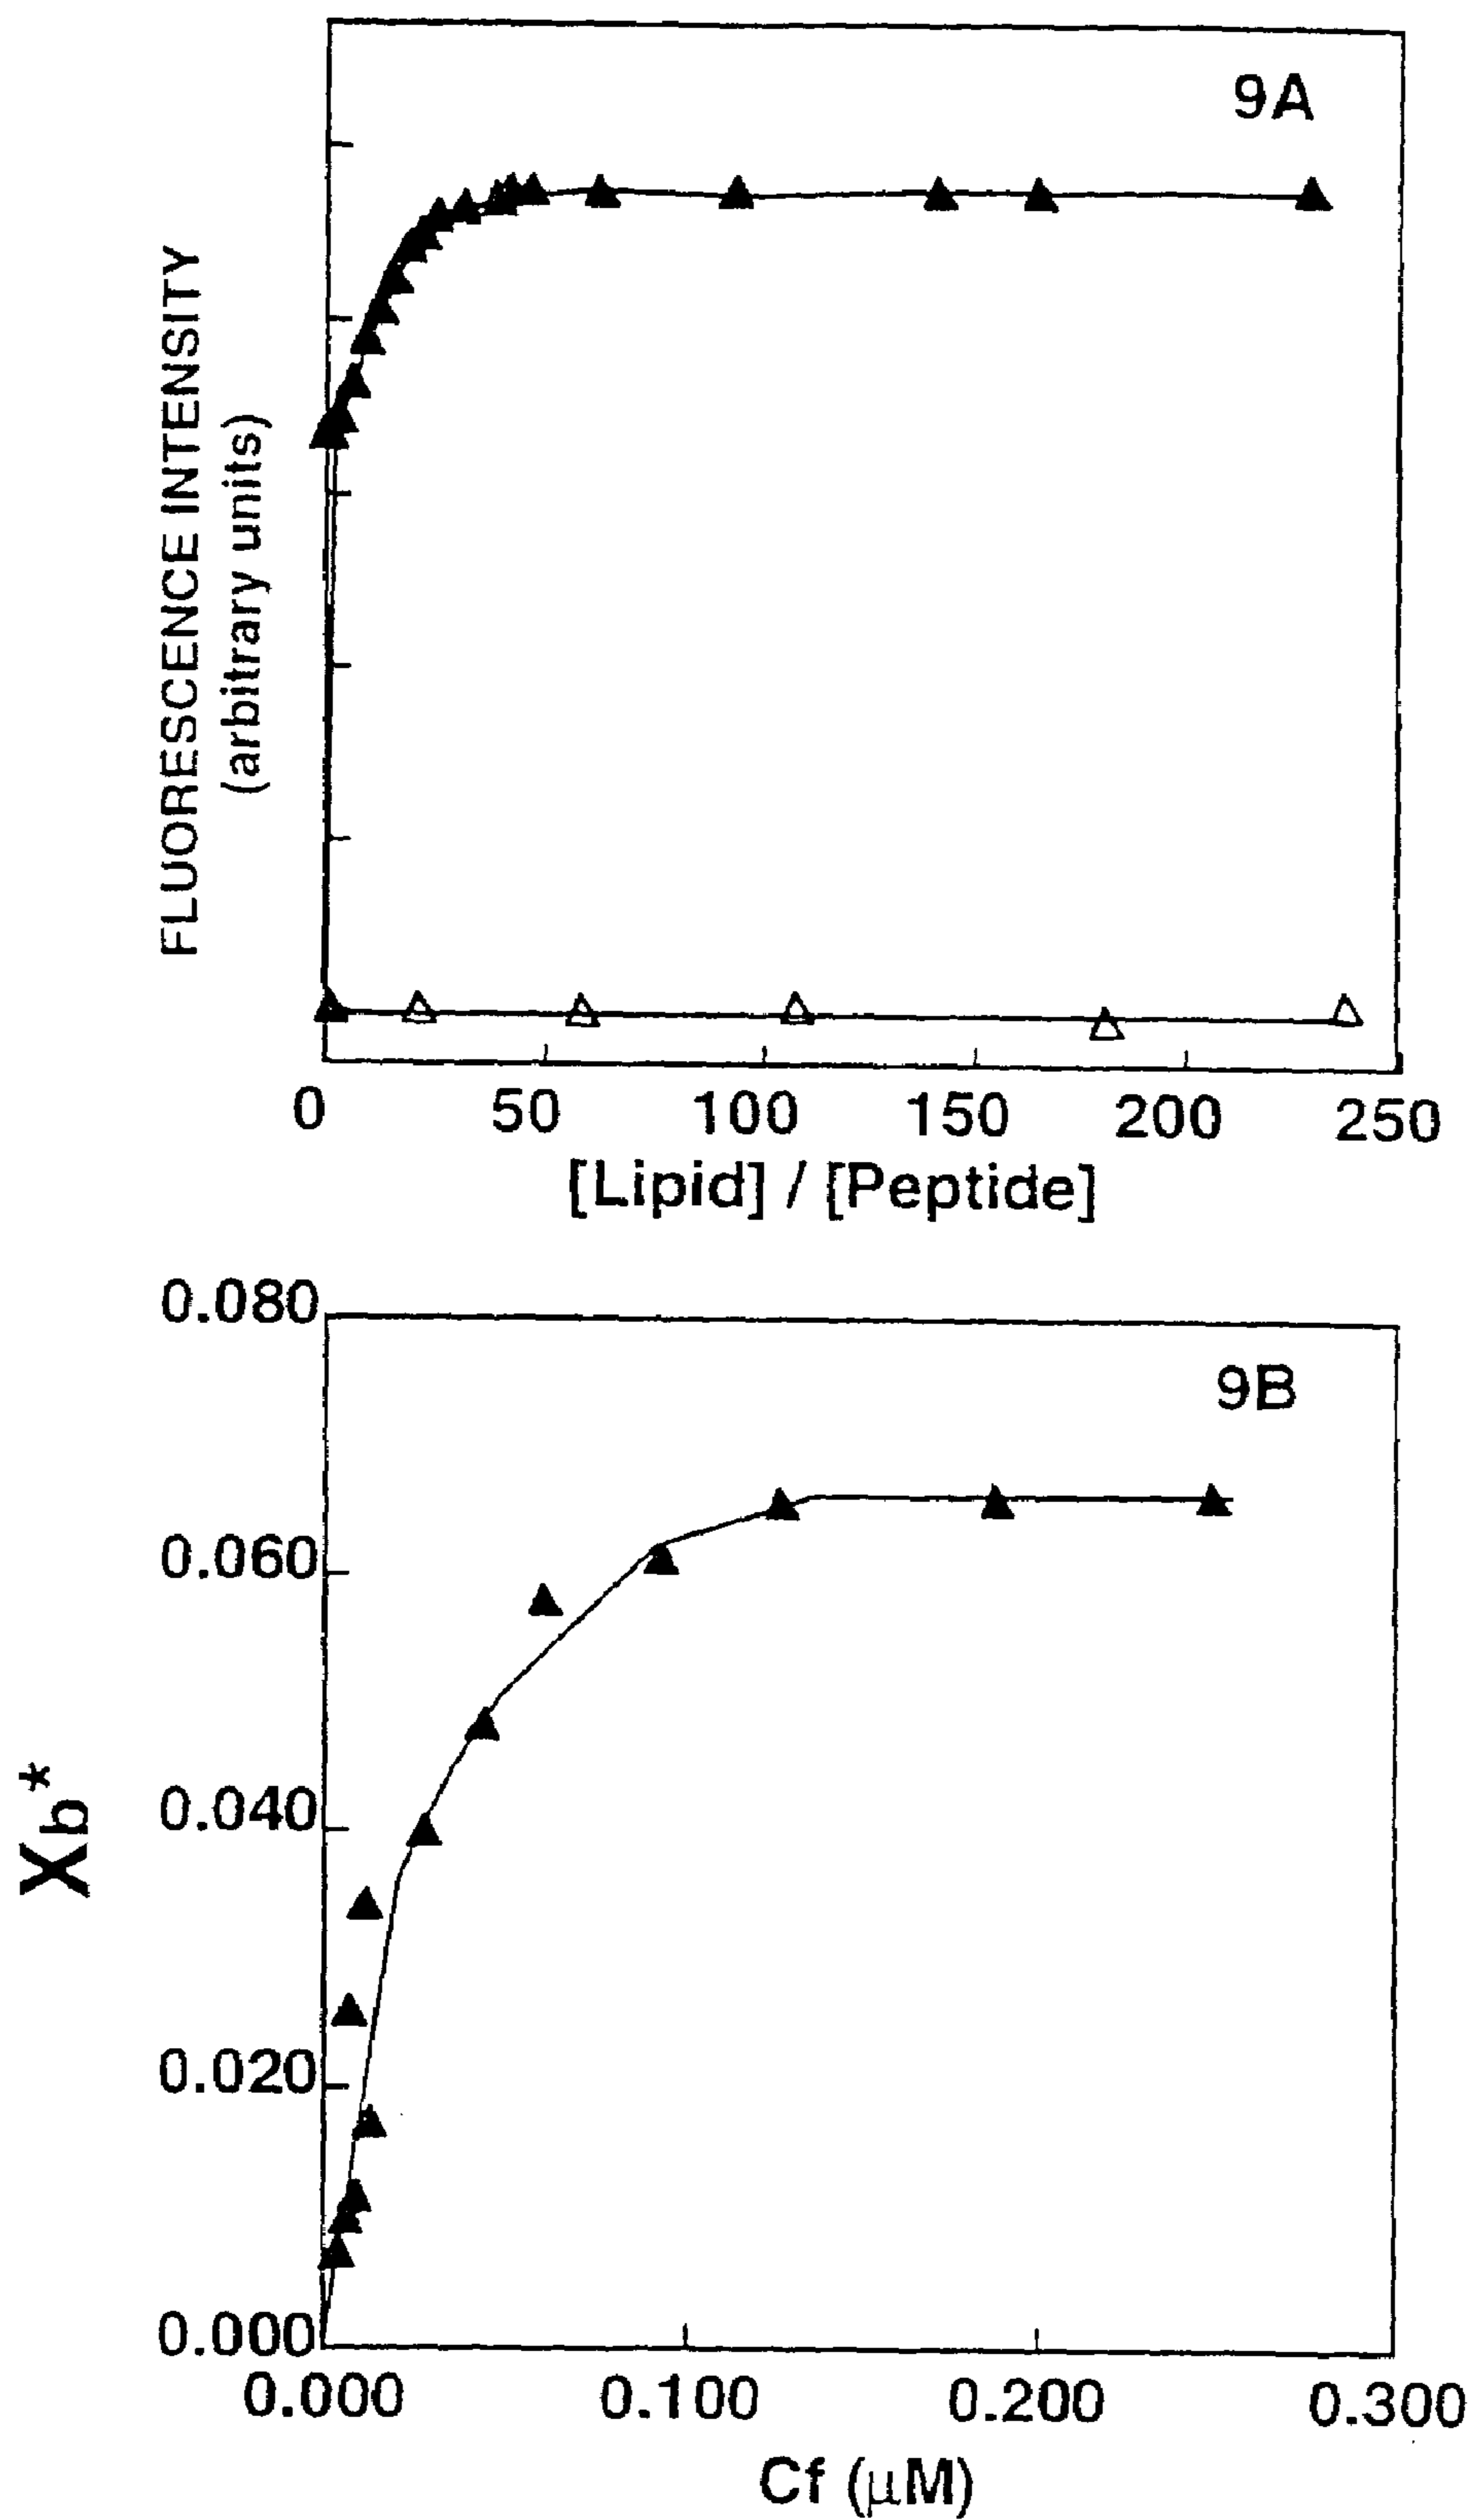 9A
FLUORESCENCE INTENSITY
(arbitrary units)
0 50 100 150 200 250
[Lipid] / [Peptide]
0.080
9B
0.060
Xb*
0.040
0.020
0.000
0.000 0.100 0.200 0.300
Cf (μM)